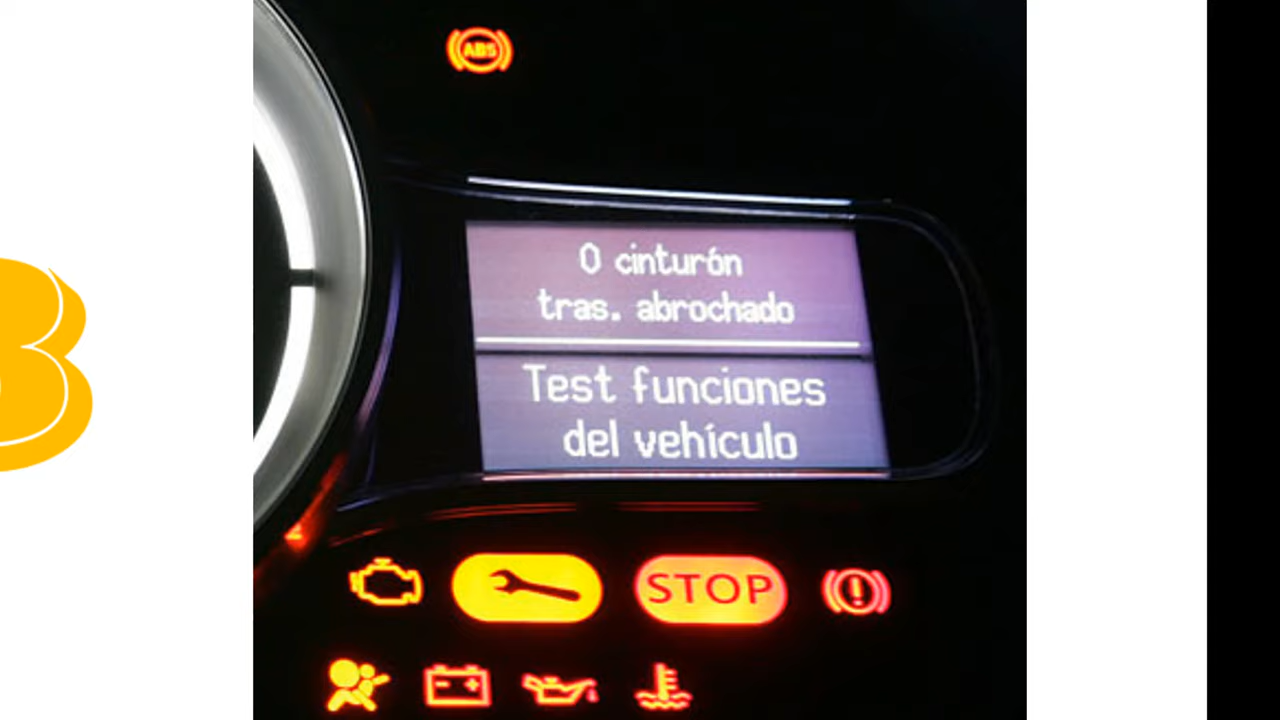 ABS
0 cinturón
tras. abrochado
Test funciones
del vehículo
STOP